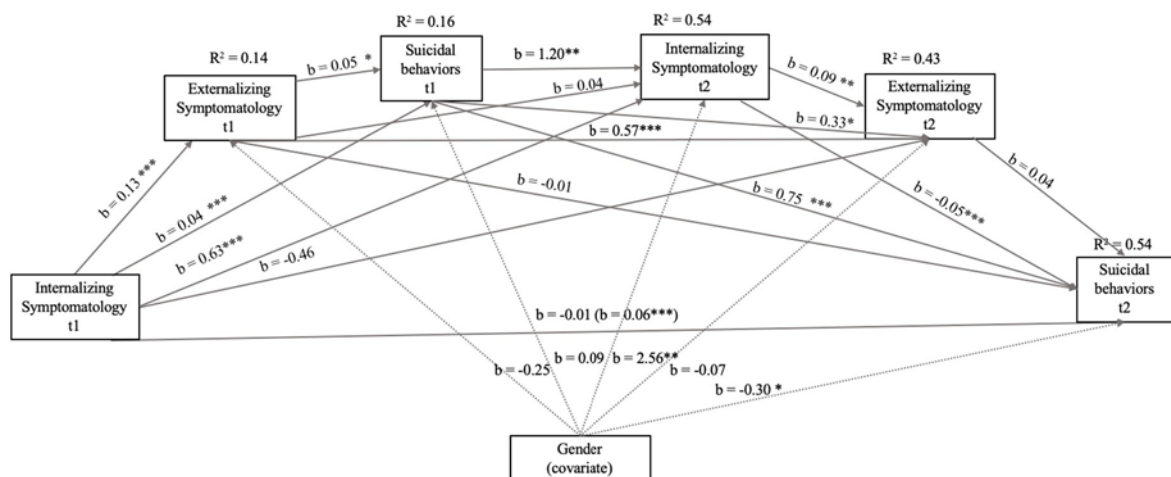 R² = 0.14
R² = 0.16
R² = 0.54
R² = 0.43
Externalizing
Symptomatology
t1
b = 0.05 *
Suicidal
behaviors
t1
b = 1.20**
b = 0.04
Internalizing
Symptomatology
t2
b = 0.09 **
Externalizing
Symptomatology
t2
b = 0.33*
b = 0.57***
b = 0.13 ***
b = 0.04 ***
b = 0.63***
b = -0.46
b = -0.01
b = 0.75 ***
b = -0.05***
b = 0.04
R² = 0.54
Suicidal
behaviors
t2
Internalizing
Symptomatology
t1
b = -0.01 (b = 0.06***)
b = -0.25
b = 0.09
b = 2.56**
b = -0.07
b = -0.30 *
Gender
(covariate)